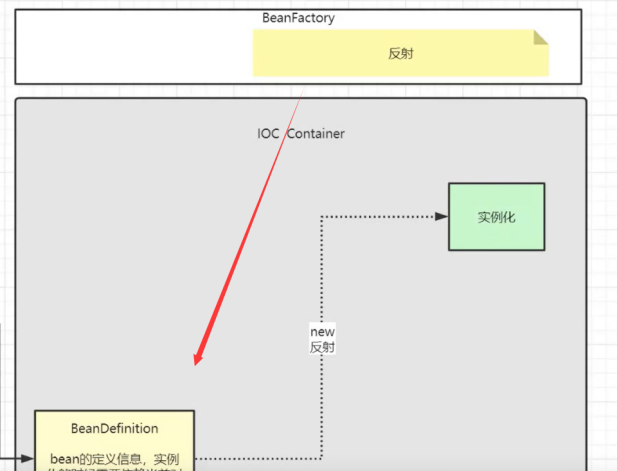 BeanFactory
反射
IOC Container
实例化
new
反射
BeanDefinition
bean的定义信息，实例